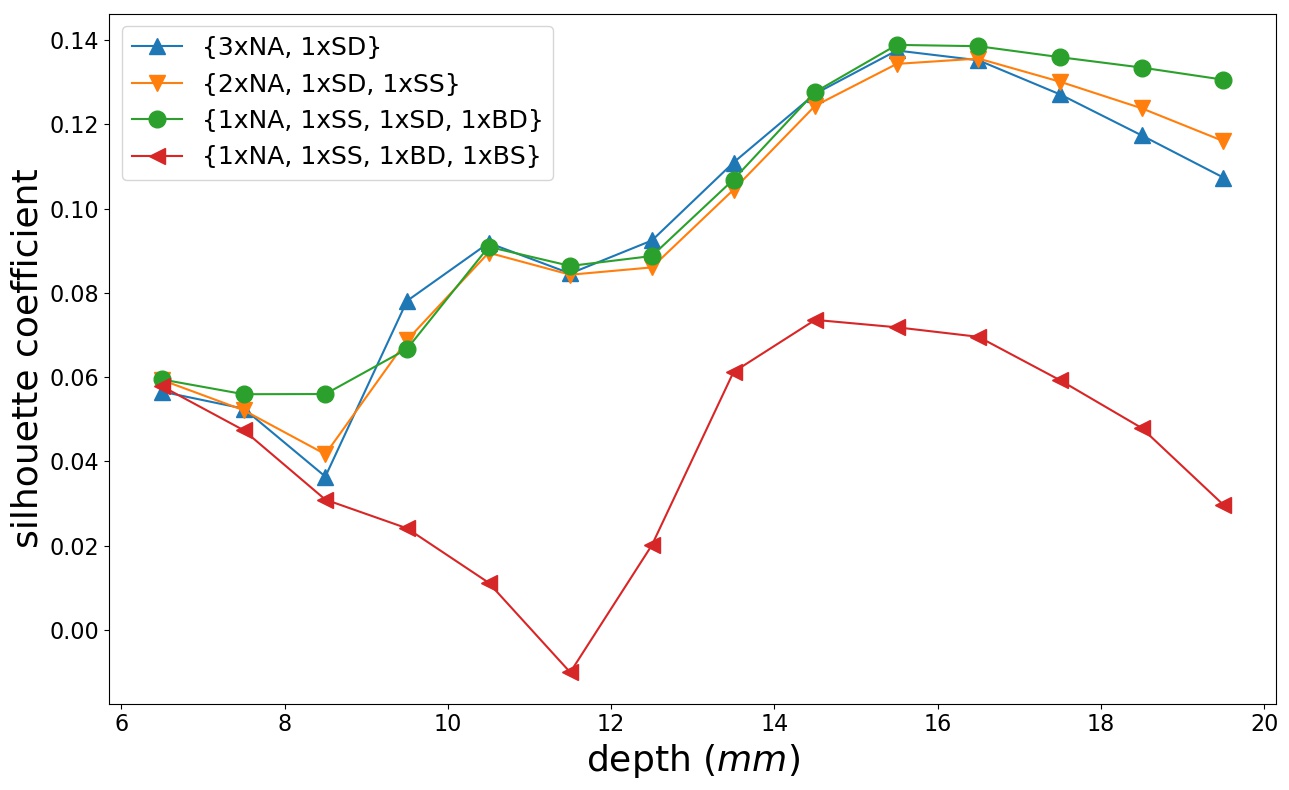 {3xNA, 1xSD}
{2xNA, 1xSD, 1xSS}
{1xNA, 1xSS, 1xSD, 1xBD}
{1xNA, 1xSS, 1xBD, 1xBS}
silhouette coefficient
0.14
0.12
0.10
0.08
0.06
0.04
0.02
0.00
6 8 10 12 14 16 18 20
depth (mm)